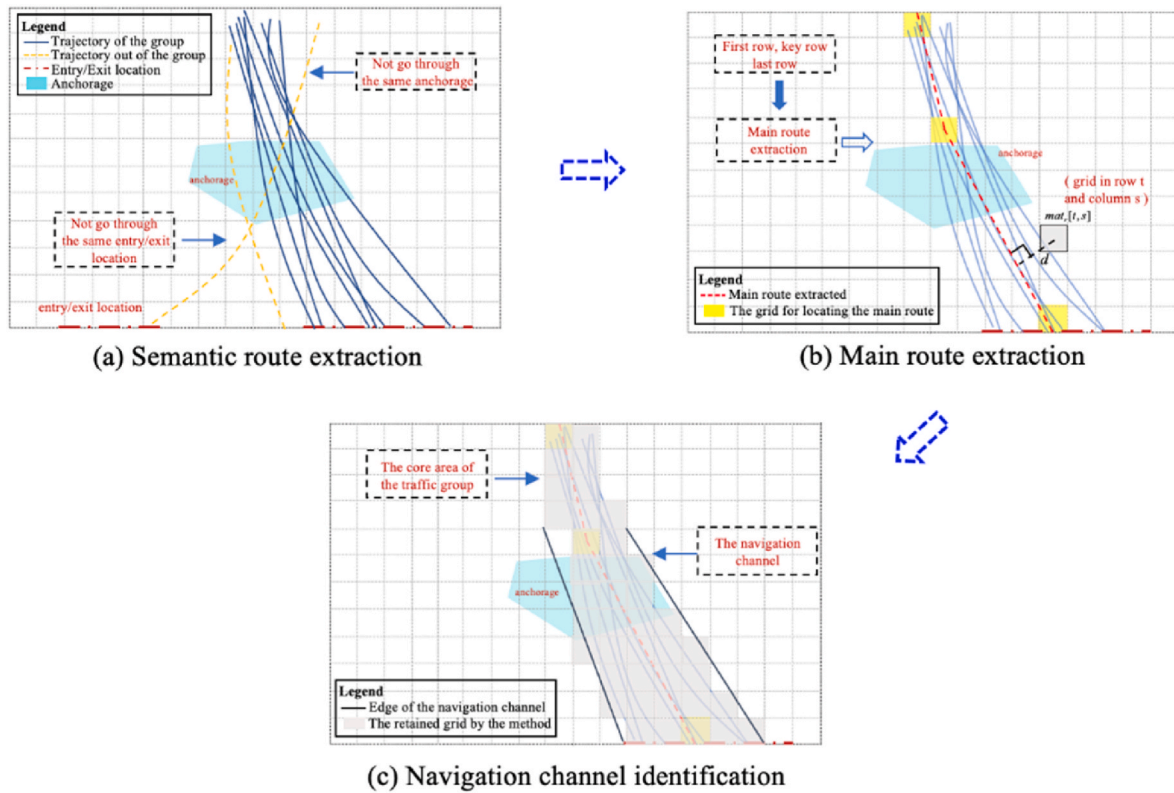 Legend
Trajectory of the group
Trajectory out of the group
Entry/Exit location
Anchorage
Not go through
the same anchorage
anchorage
Not go through
the same entry/exit
location
entry/exit location
(a) Semantic route extraction
First row, key row
last row
Main route
extraction
anchorage
( grid in row t
and column s )
mat_r[t, s]
d
Legend
Main route extracted
The grid for locating the main route
(b) Main route extraction
The core area of
the traffic group
The navigation
channel
anchorage
Legend
Edge of the navigation channel
The retained grid by the method
(c) Navigation channel identification